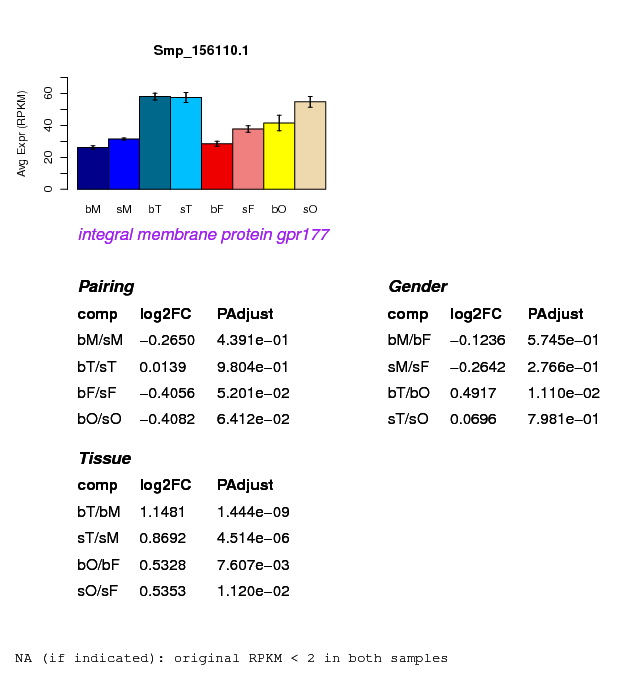 Smp_156110.1
Avg Expr (RPKM)
0 20 40 60
bM sM bT sT bF sF bO sO
integral membrane protein gpr177
Pairing
comp log2FC PAdjust
bM/sM −0.2650 4.391e−01
bT/sT 0.0139 9.804e−01
bF/sF −0.4056 5.201e−02
bO/sO −0.4082 6.412e−02
Gender
comp log2FC PAdjust
bM/bF −0.1236 5.745e−01
sM/sF −0.2642 2.766e−01
bT/bO 0.4917 1.110e−02
sT/sO 0.0696 7.981e−01
Tissue
comp log2FC PAdjust
bT/bM 1.1481 1.444e−09
sT/sM 0.8692 4.514e−06
bO/bF 0.5328 7.607e−03
sO/sF 0.5353 1.120e−02
NA (if indicated): original RPKM < 2 in both samples